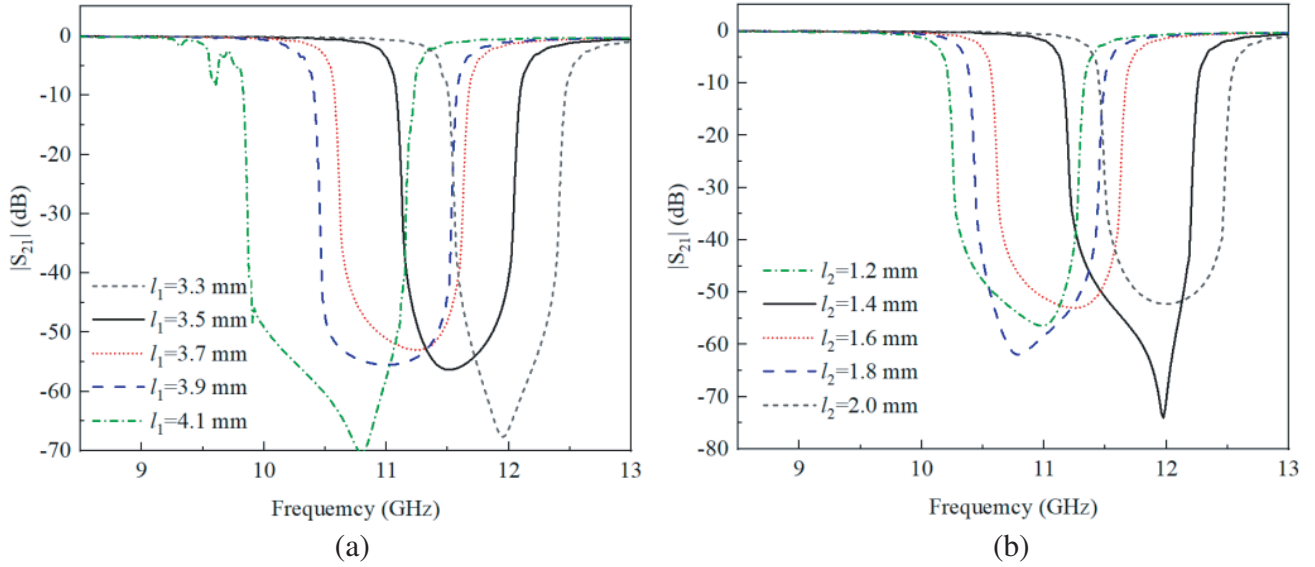 0
-10
-20
-30
-40
-50
-60
-70
|S21| (dB)
l1=3.3 mm
l1=3.5 mm
l1=3.7 mm
l1=3.9 mm
l1=4.1 mm
9 10 11 12 13
Frequemcy (GHz)
(a)
0
-10
-20
-30
-40
-50
-60
-70
-80
|S21| (dB)
l2=1.2 mm
l2=1.4 mm
l2=1.6 mm
l2=1.8 mm
l2=2.0 mm
9 10 11 12 13
Frequemcy (GHz)
(b)